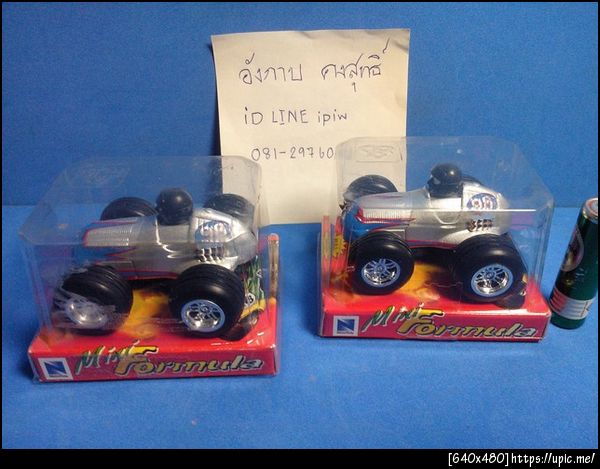 อังกาบ คงสุทธิ์
iD LINE ipiw
081-29760
Mini
Formula
N
Mini
Formula
N
[640x480]https://upic.me/